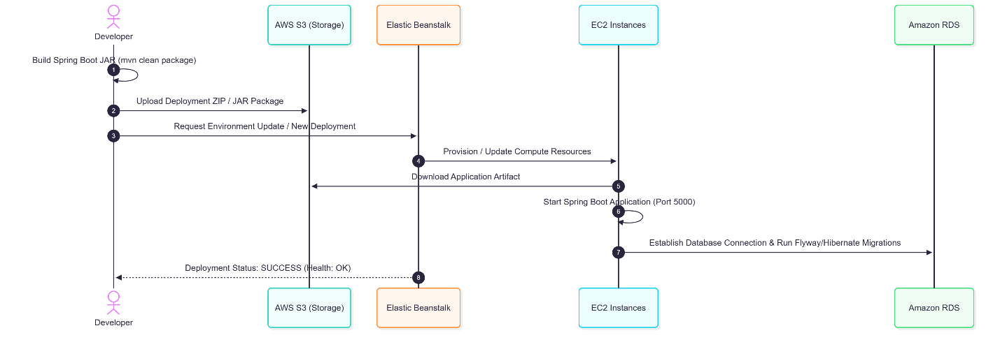 Developer
AWS S3 (Storage)
Elastic Beanstalk
EC2 Instances
Amazon RDS
Build Spring Boot JAR (mvn clean package)
1
Upload Deployment ZIP / JAR Package
2
Request Environment Update / New Deployment
3
Provision / Update Compute Resources
4
Download Application Artifact
5
Start Spring Boot Application (Port 5000)
6
Establish Database Connection & Run Flyway/Hibernate Migrations
7
Deployment Status: SUCCESS (Health: OK)
8
Developer
AWS S3 (Storage)
Elastic Beanstalk
EC2 Instances
Amazon RDS